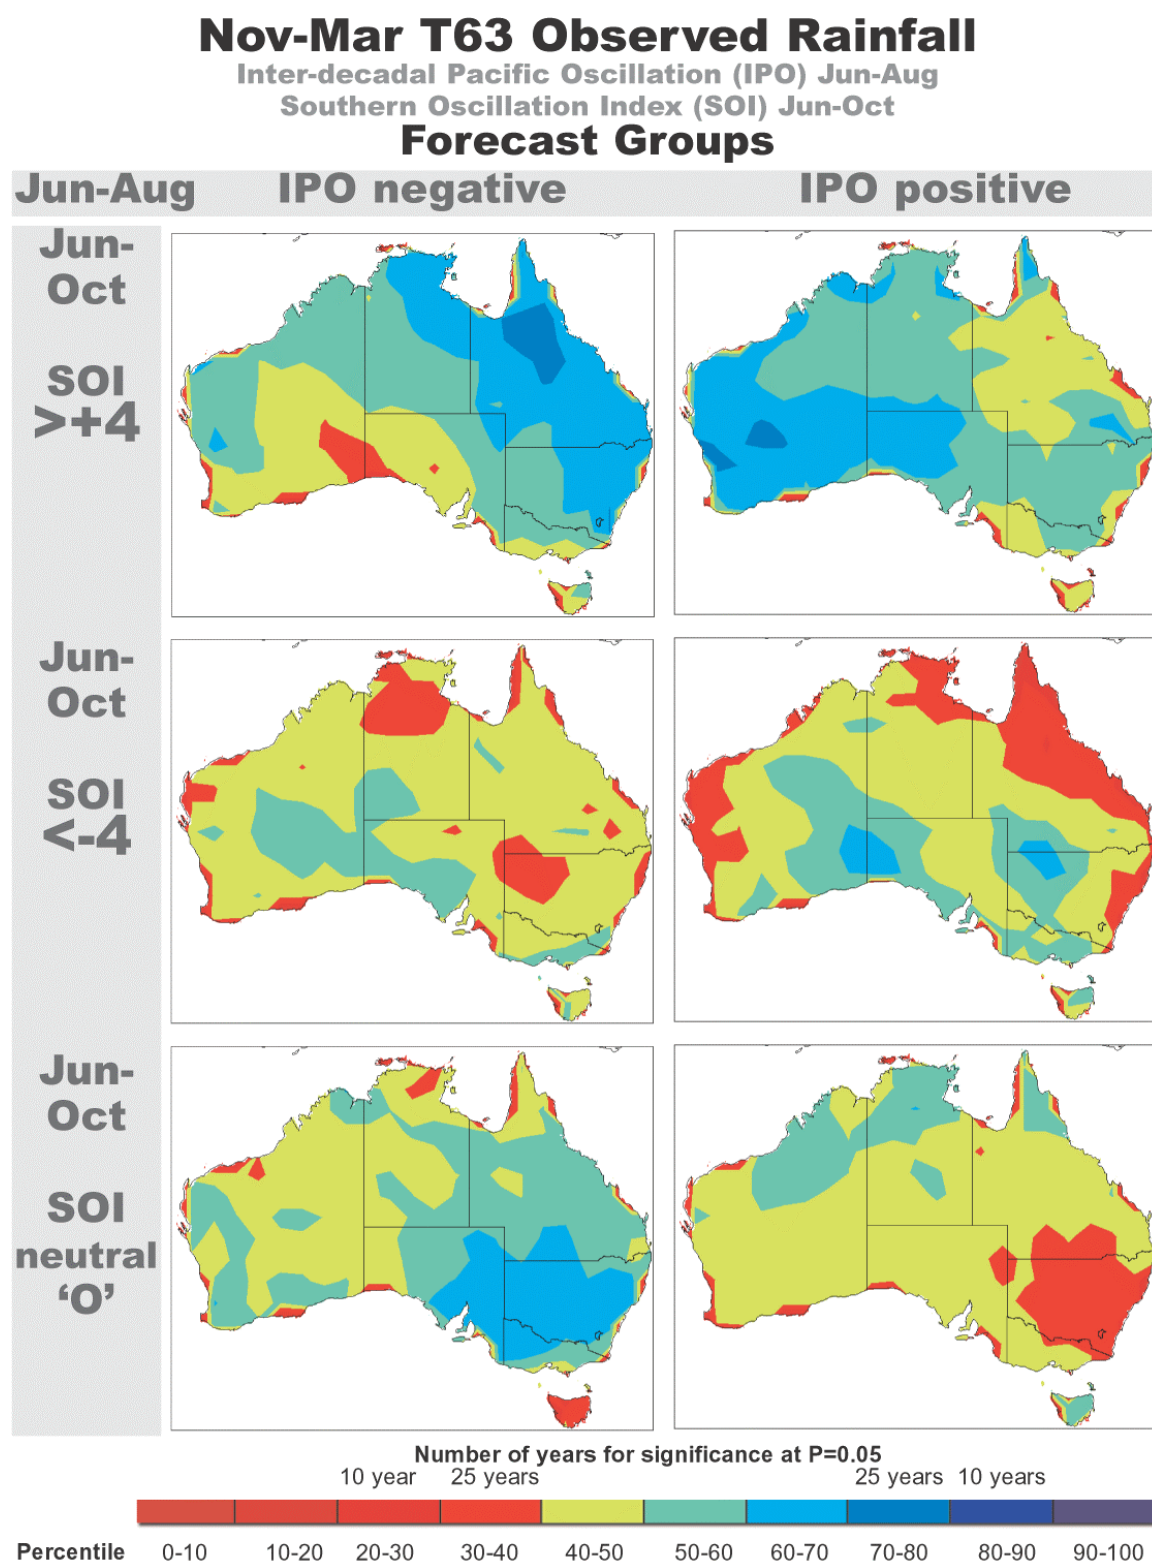 Nov-Mar T63 Observed Rainfall
Inter-decadal Pacific Oscillation (IPO) Jun-Aug
Southern Oscillation Index (SOI) Jun-Oct
Forecast Groups
Jun-Aug IPO negative IPO positive
Jun-
Oct
SOI
>+4
Jun-
Oct
SOI
<-4
Jun-
Oct
SOI
neutral
‘O’
Number of years for significance at P=0.05
10 year 25 years 25 years 10 years
Percentile 0-10 10-20 20-30 30-40 40-50 50-60 60-70 70-80 80-90 90-100